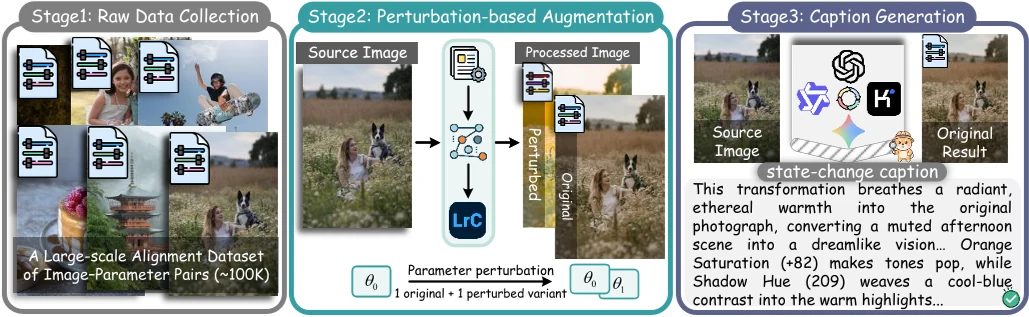 Stage1: Raw Data Collection
A Large-scale Alignment Dataset
of Image–Parameter Pairs (~100K)
Stage2: Perturbation-based Augmentation
Source Image
Processed Image
LrC
Perturbed
Original
θ₀
Parameter perturbation
1 original + 1 perturbed variant
θ₀
θ₁
Stage3: Caption Generation
K
Source
Image
Original
Result
state-change caption
This transformation breathes a radiant,
ethereal warmth into the original
photograph, converting a muted afternoon
scene into a dreamlike vision... Orange
Saturation (+82) makes tones pop, while
Shadow Hue (209) weaves a cool-blue
contrast into the warm highlights...